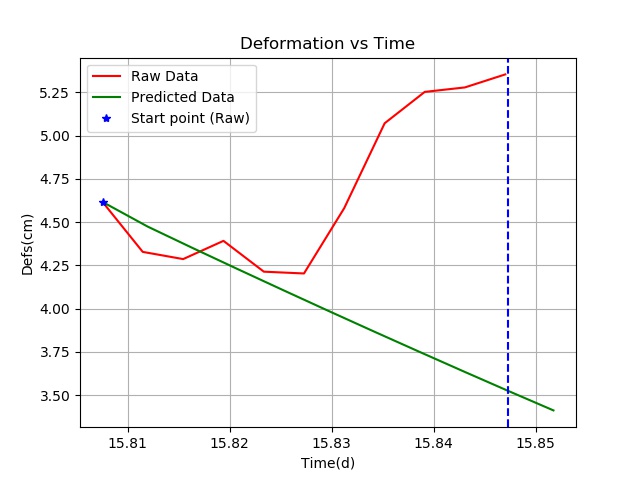 Deformation vs Time
Raw Data
Predicted Data
Start point (Raw)
Defs(cm)
5.25
5.00
4.75
4.50
4.25
4.00
3.75
3.50
15.81 15.82 15.83 15.84 15.85
Time(d)